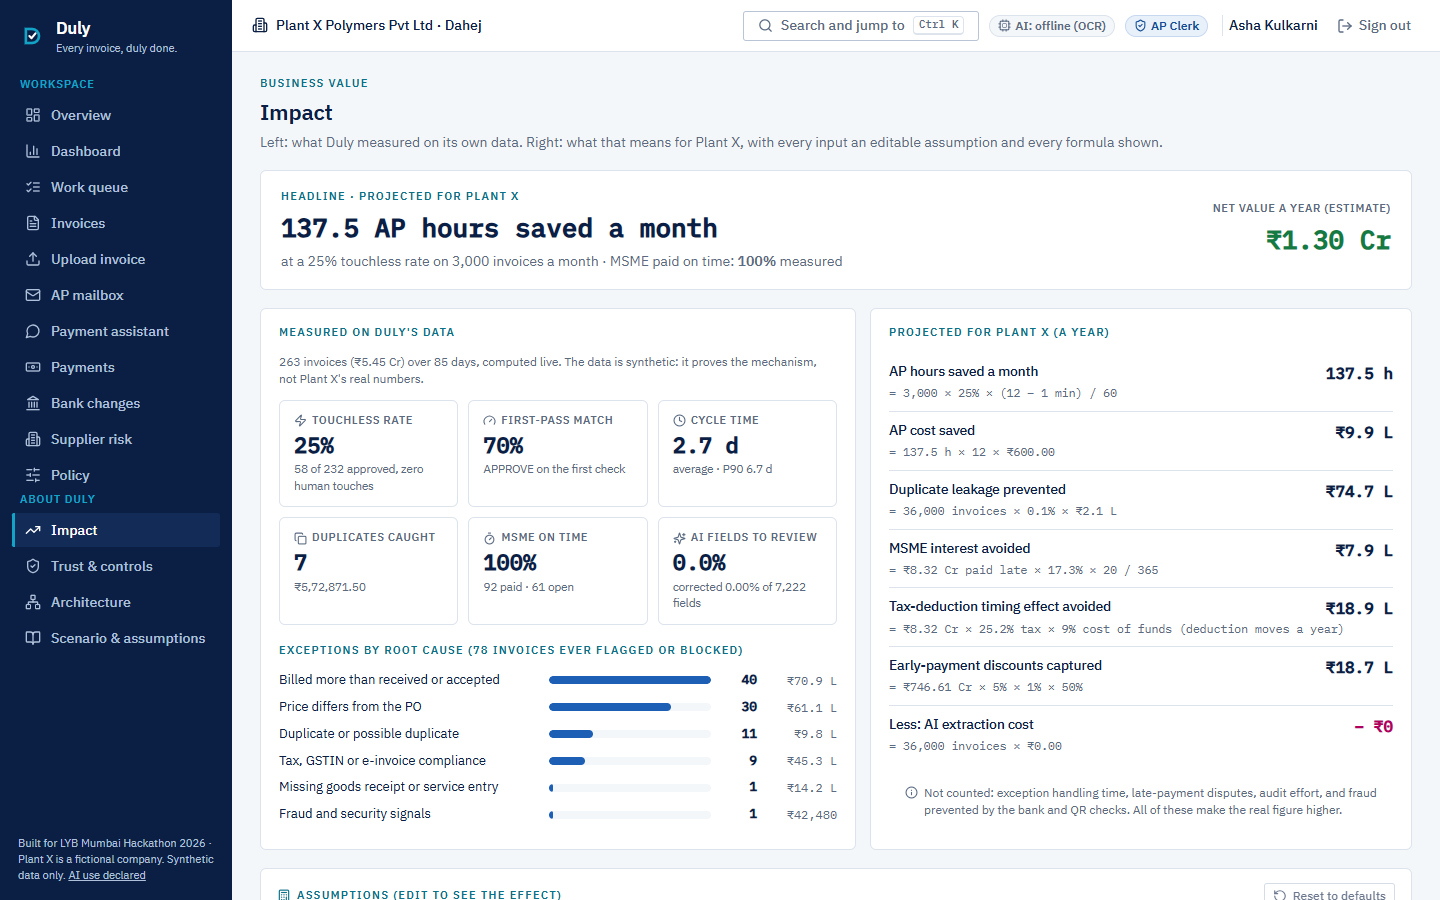 Duly
Every invoice, duly done.
WORKSPACE
Overview
Dashboard
Work queue
Invoices
Upload invoice
AP mailbox
Payment assistant
Payments
Bank changes
Supplier risk
Policy
ABOUT DULY
Impact
Trust & controls
Architecture
Scenario & assumptions
Built for LYB Mumbai Hackathon 2026 ·
Plant X is a fictional company. Synthetic
data only. AI use declared
Plant X Polymers Pvt Ltd · Dahej
Search and jump to Ctrl K
AI: offline (OCR)
AP Clerk
Asha Kulkarni
Sign out
BUSINESS VALUE
Impact
Left: what Duly measured on its own data. Right: what that means for Plant X, with every input an editable assumption and every formula shown.
HEADLINE · PROJECTED FOR PLANT X
137.5 AP hours saved a month
at a 25% touchless rate on 3,000 invoices a month · MSME paid on time: 100% measured
NET VALUE A YEAR (ESTIMATE)
₹1.30 Cr
MEASURED ON DULY'S DATA
263 invoices (₹5.45 Cr) over 85 days, computed live. The data is synthetic: it proves the mechanism,
not Plant X's real numbers.
TOUCHLESS RATE
25%
58 of 232 approved, zero
human touches
FIRST-PASS MATCH
70%
APPROVE on the first check
CYCLE TIME
2.7 d
average · P90 6.7 d
DUPLICATES CAUGHT
7
₹5,72,871.50
MSME ON TIME
100%
92 paid · 61 open
AI FIELDS TO REVIEW
0.0%
corrected 0.00% of 7,222
fields
EXCEPTIONS BY ROOT CAUSE (78 INVOICES EVER FLAGGED OR BLOCKED)
Billed more than received or accepted 40 ₹70.9 L
Price differs from the PO 30 ₹61.1 L
Duplicate or possible duplicate 11 ₹9.8 L
Tax, GSTIN or e-invoice compliance 9 ₹45.3 L
Missing goods receipt or service entry 1 ₹14.2 L
Fraud and security signals 1 ₹42,480
PROJECTED FOR PLANT X (A YEAR)
AP hours saved a month 137.5 h
= 3,000 × 25% × (12 − 1 min) / 60
AP cost saved ₹9.9 L
= 137.5 h × 12 × ₹600.00
Duplicate leakage prevented ₹74.7 L
= 36,000 invoices × 0.1% × ₹2.1 L
MSME interest avoided ₹7.9 L
= ₹8.32 Cr paid late × 17.3% × 20 / 365
Tax-deduction timing effect avoided ₹18.9 L
= ₹8.32 Cr × 25.2% tax × 9% cost of funds (deduction moves a year)
Early-payment discounts captured ₹18.7 L
= ₹746.61 Cr × 5% × 1% × 50%
Less: AI extraction cost − ₹0
= 36,000 invoices × ₹0.00
Not counted: exception handling time, late-payment disputes, audit effort, and fraud
prevented by the bank and QR checks. All of these make the real figure higher.
ASSUMPTIONS (EDIT TO SEE THE EFFECT)
Reset to defaults